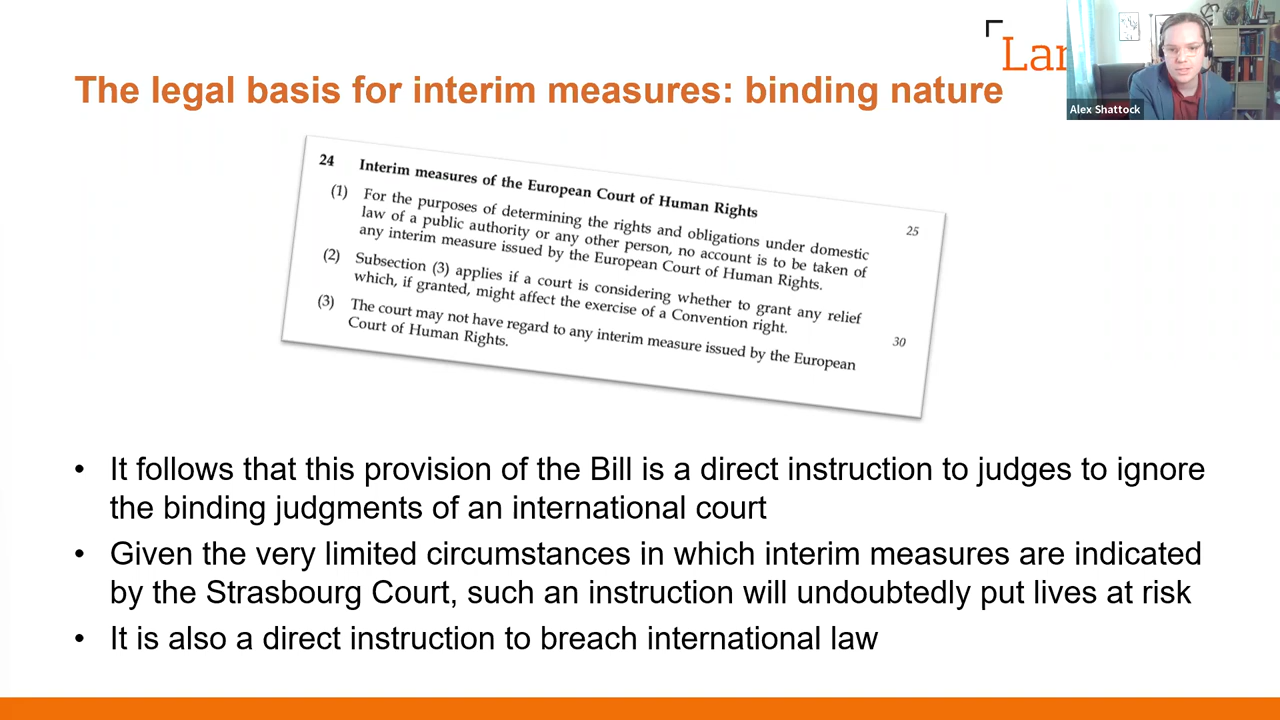 The legal basis for interim measures: binding nature
Lan
Alex Shattock
24 Interim measures of the European Court of Human Rights
(1) For the purposes of determining the rights and obligations under domestic 25
law of a public authority or any other person, no account is to be taken of
any interim measure issued by the European Court of Human Rights.
(2) Subsection (3) applies if a court is considering whether to grant any relief
which, if granted, might affect the exercise of a Convention right.
(3) The court may not have regard to any interim measure issued by the European 30
Court of Human Rights.
• It follows that this provision of the Bill is a direct instruction to judges to ignore
the binding judgments of an international court
• Given the very limited circumstances in which interim measures are indicated
by the Strasbourg Court, such an instruction will undoubtedly put lives at risk
• It is also a direct instruction to breach international law